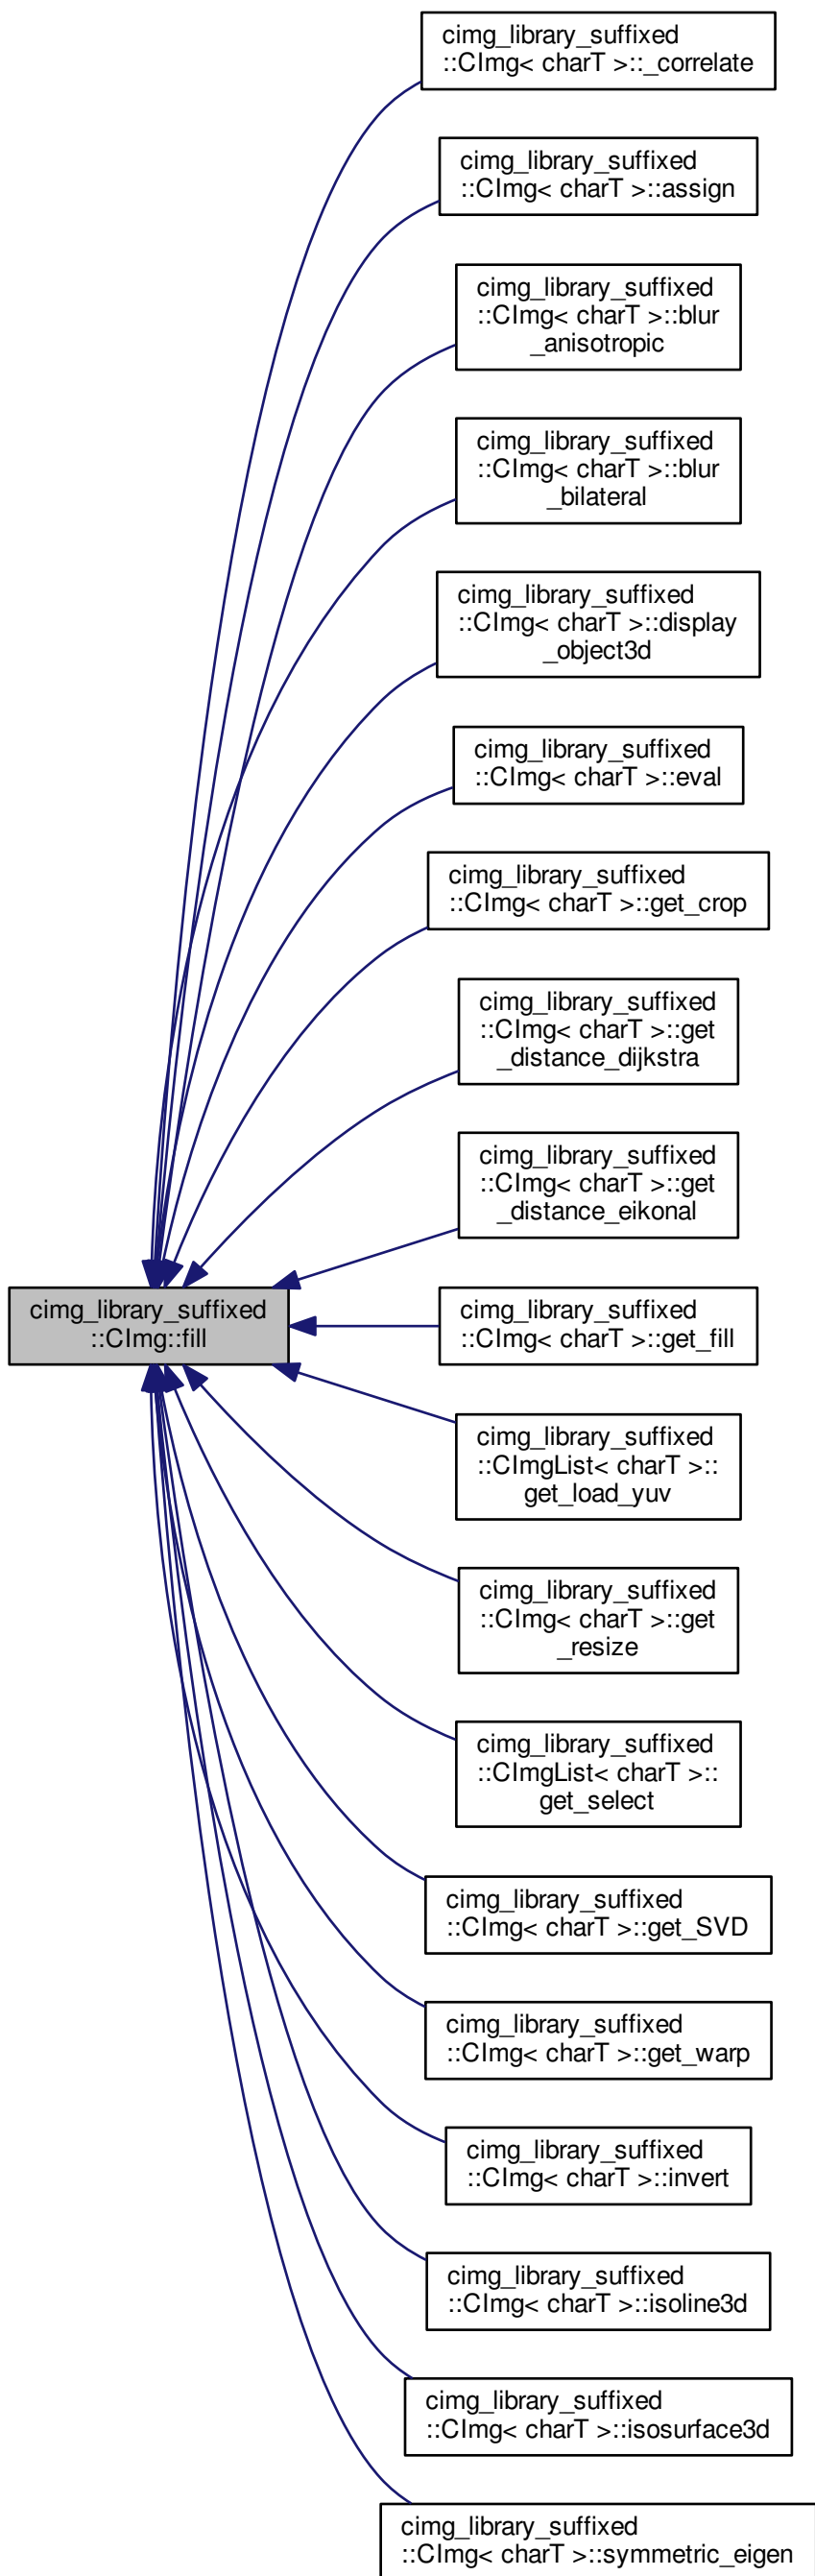 cimg_library_suffixed
::CImg< charT >::_correlate
cimg_library_suffixed
::CImg< charT >::assign
cimg_library_suffixed
::CImg< charT >::blur
_anisotropic
cimg_library_suffixed
::CImg< charT >::blur
_bilateral
cimg_library_suffixed
::CImg< charT >::display
_object3d
cimg_library_suffixed
::CImg< charT >::eval
cimg_library_suffixed
::CImg< charT >::get_crop
cimg_library_suffixed
::CImg< charT >::get
_distance_dijkstra
cimg_library_suffixed
::CImg< charT >::get
_distance_eikonal
cimg_library_suffixed
::CImg::fill
cimg_library_suffixed
::CImg< charT >::get_fill
cimg_library_suffixed
::CImgList< charT >::
get_load_yuv
cimg_library_suffixed
::CImg< charT >::get
_resize
cimg_library_suffixed
::CImgList< charT >::
get_select
cimg_library_suffixed
::CImg< charT >::get_SVD
cimg_library_suffixed
::CImg< charT >::get_warp
cimg_library_suffixed
::CImg< charT >::invert
cimg_library_suffixed
::CImg< charT >::isoline3d
cimg_library_suffixed
::CImg< charT >::isosurface3d
cimg_library_suffixed
::CImg< charT >::symmetric_eigen